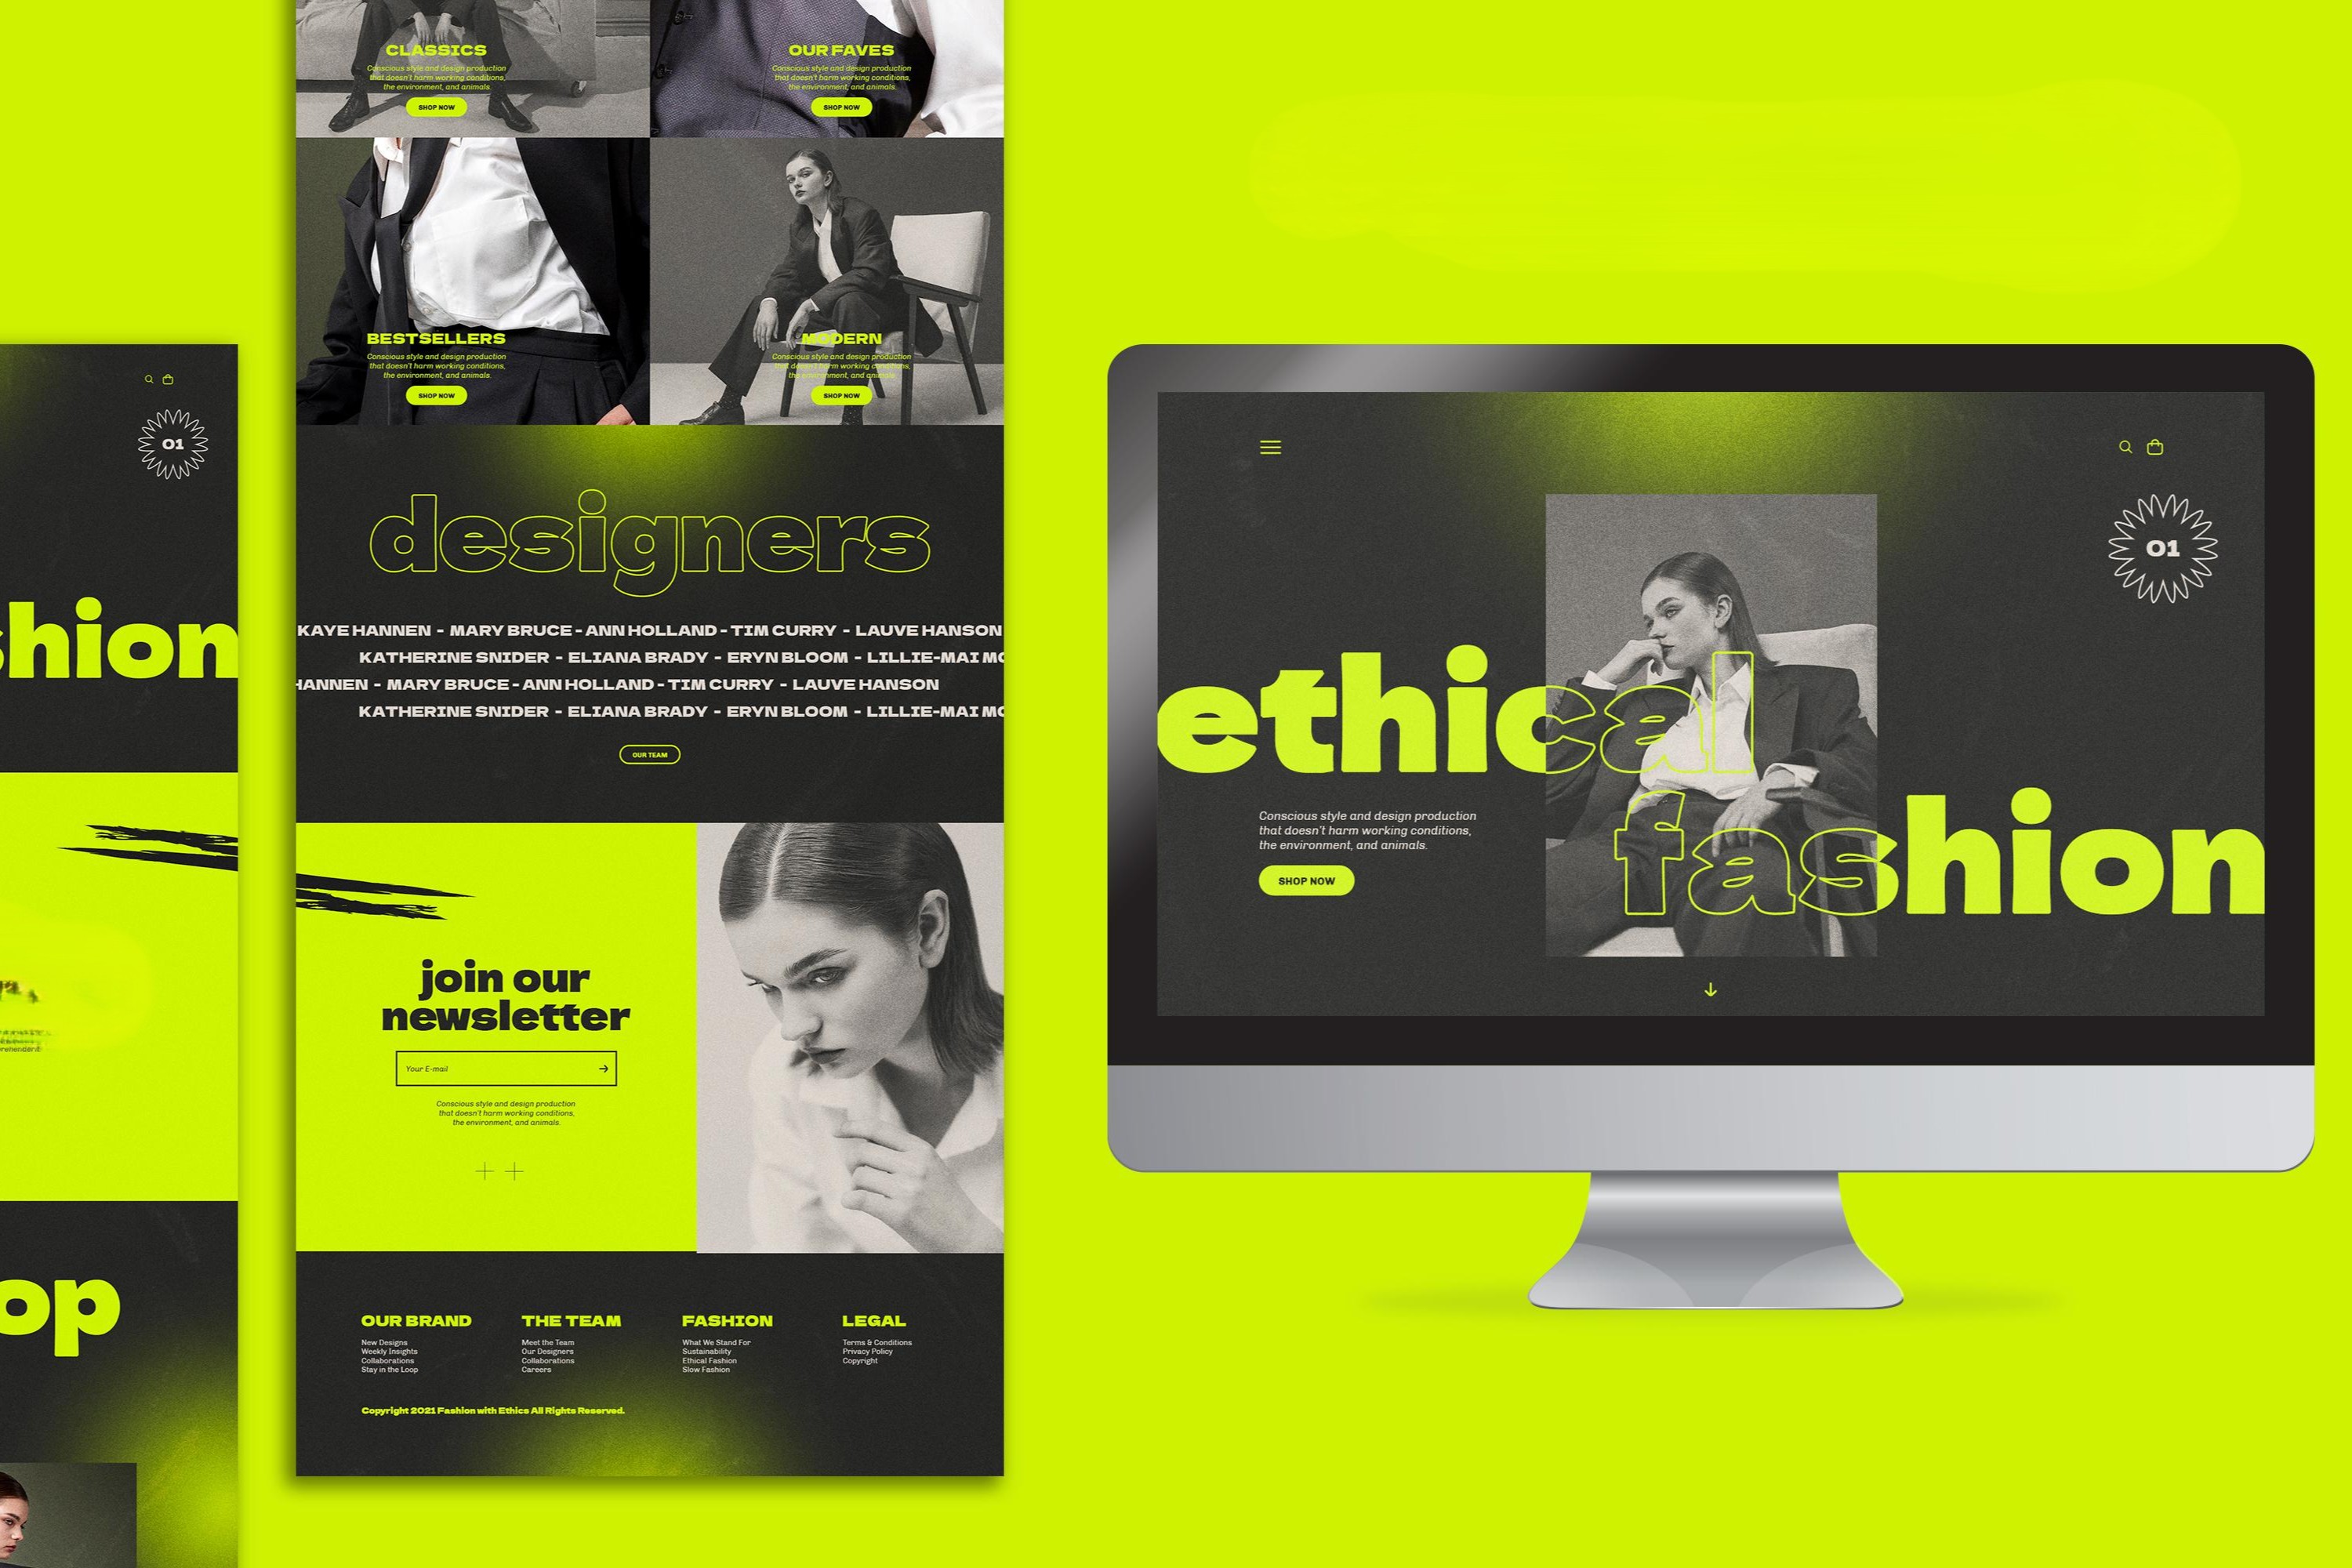 01
shion
op
CLASSICS
Conscious style and design production
that doesn't harm working conditions,
the environment, and animals.
SHOP NOW
OUR FAVES
Conscious style and design production
that doesn't harm working conditions,
the environment, and animals.
SHOP NOW
BESTSELLERS
Conscious style and design production
that doesn't harm working conditions,
the environment, and animals.
SHOP NOW
MODERN
Conscious style and design production
that doesn't harm working conditions,
the environment, and animals.
SHOP NOW
designers
KAYE HANNEN - MARY BRUCE - ANN HOLLAND - TIM CURRY - LAUVE HANSON
KATHERINE SNIDER - ELIANA BRADY - ERYN BLOOM - LILLIE-MAI MC
HANNEN - MARY BRUCE - ANN HOLLAND - TIM CURRY - LAUVE HANSON
KATHERINE SNIDER - ELIANA BRADY - ERYN BLOOM - LILLIE-MAI MC
OUR TEAM
join our
newsletter
Your E-mail
Conscious style and design production
that doesn't harm working conditions,
the environment, and animals.
OUR BRAND
New Designs
Weekly Insights
Collaborations
Stay in the Loop
THE TEAM
Meet the Team
Our Designers
Collaborations
Careers
FASHION
What We Stand For
Sustainability
Ethical Fashion
Slow Fashion
LEGAL
Terms & Conditions
Privacy Policy
Copyright
Copyright 2021 Fashion with Ethics All Rights Reserved.
01
ethical
fashion
Conscious style and design production
that doesn't harm working conditions,
the environment, and animals.
SHOP NOW